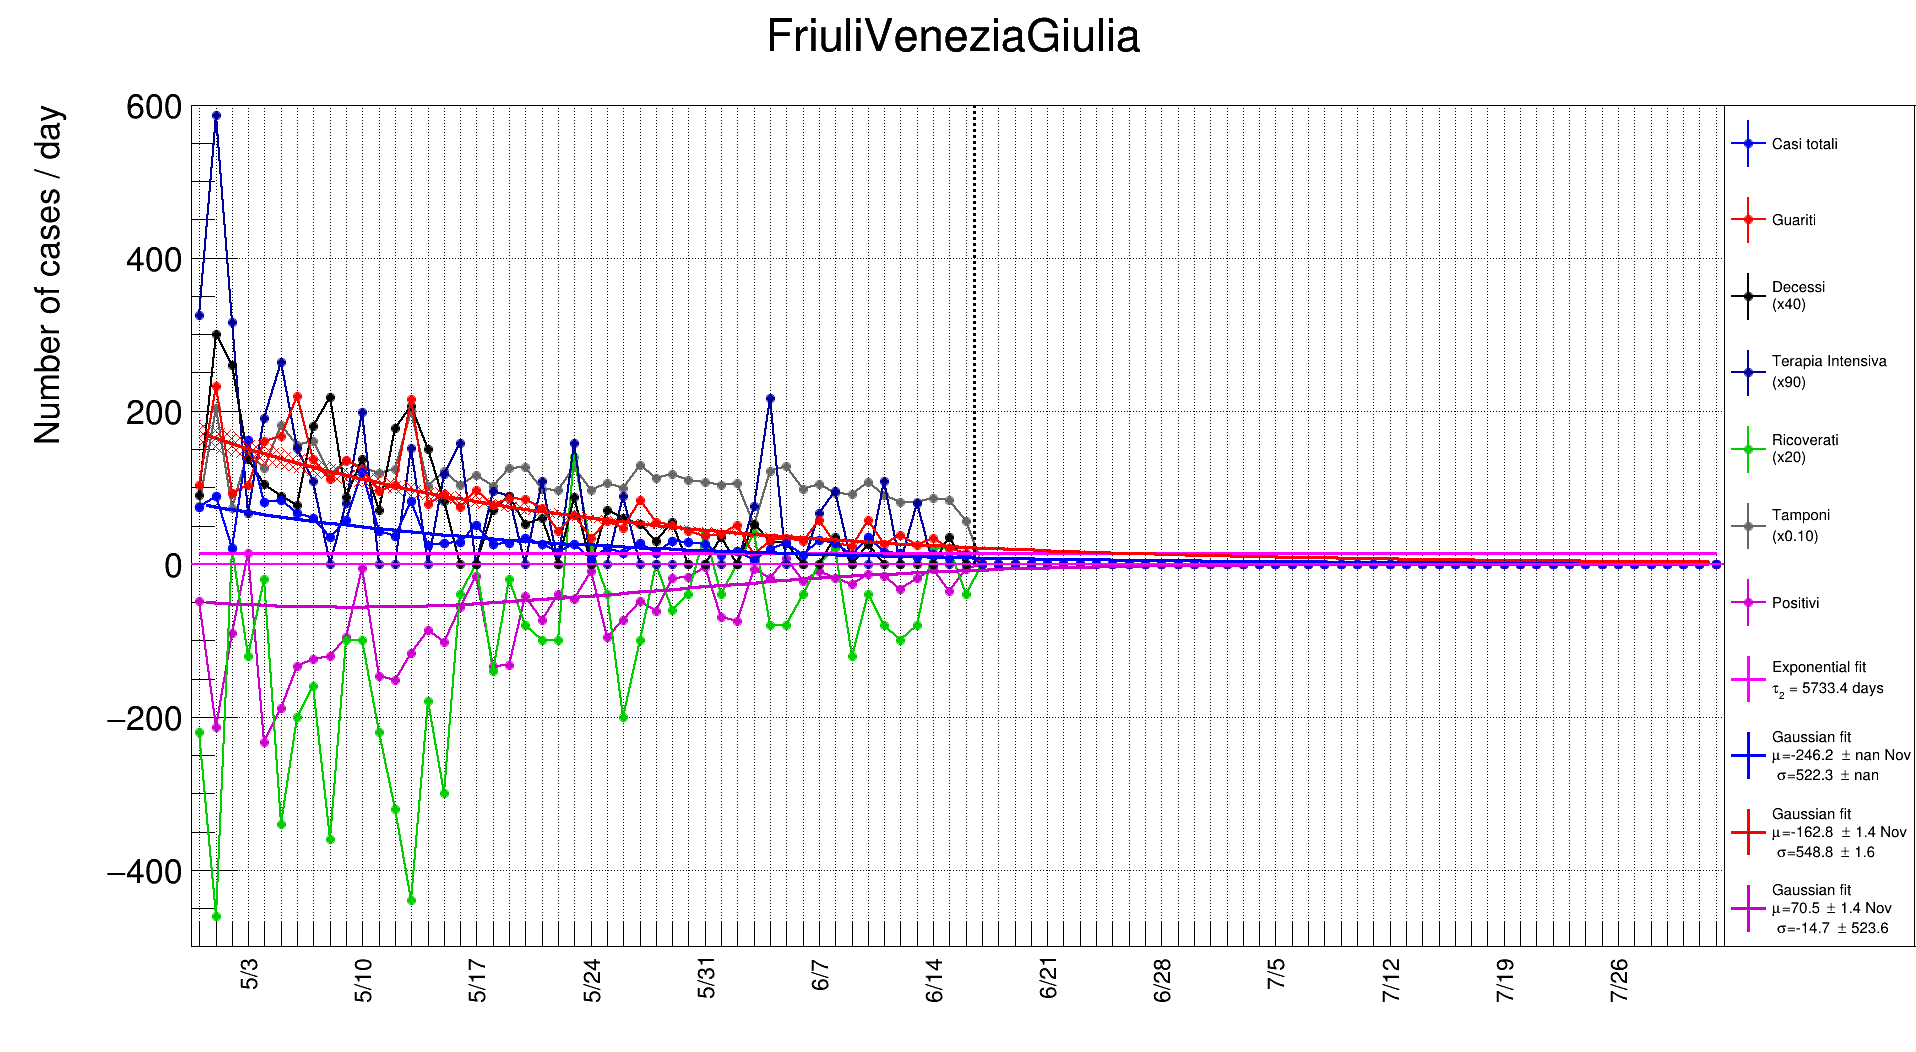 FriuliVeneziaGiulia
Number of cases / day
600
400
200
0
−200
−400
5/3
5/10
5/17
5/24
5/31
6/7
6/14
6/21
6/28
7/5
7/12
7/19
7/26
Casi totali
Guariti
Decessi
(x40)
Terapia Intensiva
(x90)
Ricoverati
(x20)
Tamponi
(x0.10)
Positivi
Exponential fit
τ2 = 5733.4 days
Gaussian fit
μ=-246.2 ± nan Nov
σ=522.3 ± nan
Gaussian fit
μ=-162.8 ± 1.4 Nov
σ=548.8 ± 1.6
Gaussian fit
μ=70.5 ± 1.4 Nov
σ=-14.7 ± 523.6